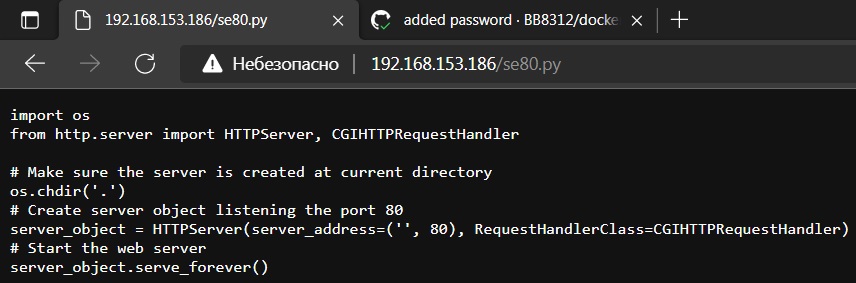 192.168.153.186/se80.py
added password · BB8312/docke
Небезопасно
192.168.153.186/se80.py
import os
from http.server import HTTPServer, CGIHTTPRequestHandler
# Make sure the server is created at current directory
os.chdir('.')
# Create server object listening the port 80
server_object = HTTPServer(server_address=('', 80), RequestHandlerClass=CGIHTTPRequestHandler)
# Start the web server
server_object.serve_forever()